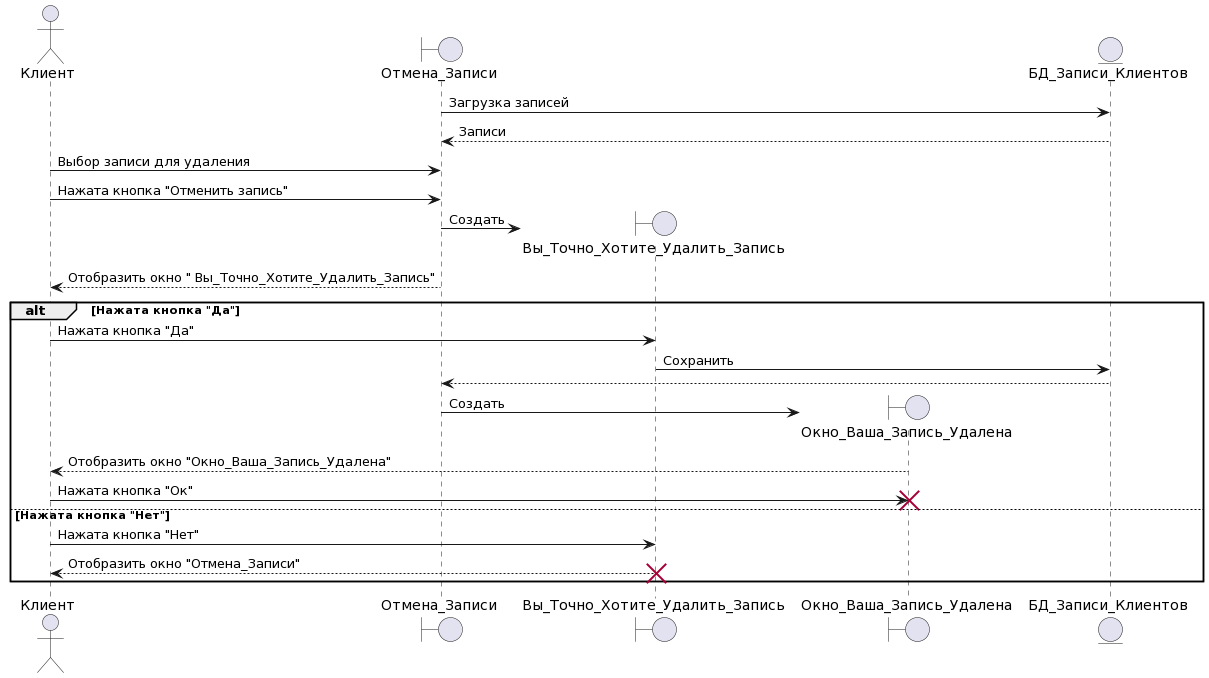 Клиент
Отмена_Записи
БД_Записи_Клиентов
Загрузка записей
Записи
Выбор записи для удаления
Нажата кнопка "Отменить запись"
Создать
Вы_Точно_Хотите_Удалить_Запись
Отобразить окно " Вы_Точно_Хотите_Удалить_Запись"
alt [Нажата кнопка "Да"]
Нажата кнопка "Да"
Сохранить
Создать
Окно_Ваша_Запись_Удалена
Отобразить окно "Окно_Ваша_Запись_Удалена"
Нажата кнопка "Ок"
[Нажата кнопка "Нет"]
Нажата кнопка "Нет"
Отобразить окно "Отмена_Записи"
Клиент
Отмена_Записи
Вы_Точно_Хотите_Удалить_Запись
Окно_Ваша_Запись_Удалена
БД_Записи_Клиентов